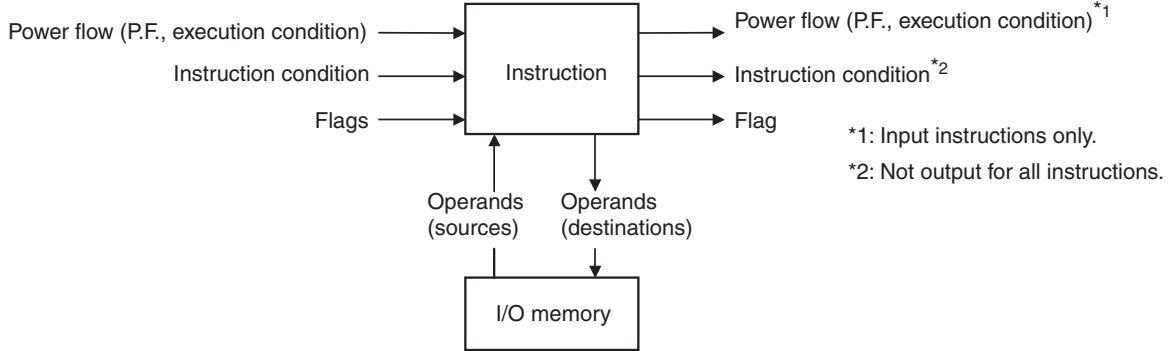 Power flow (P.F., execution condition)
Instruction condition
Flags
Instruction
Power flow (P.F., execution condition)*1
Instruction condition*2
Flag
*1: Input instructions only.
*2: Not output for all instructions.
Operands
(sources)
Operands
(destinations)
I/O memory